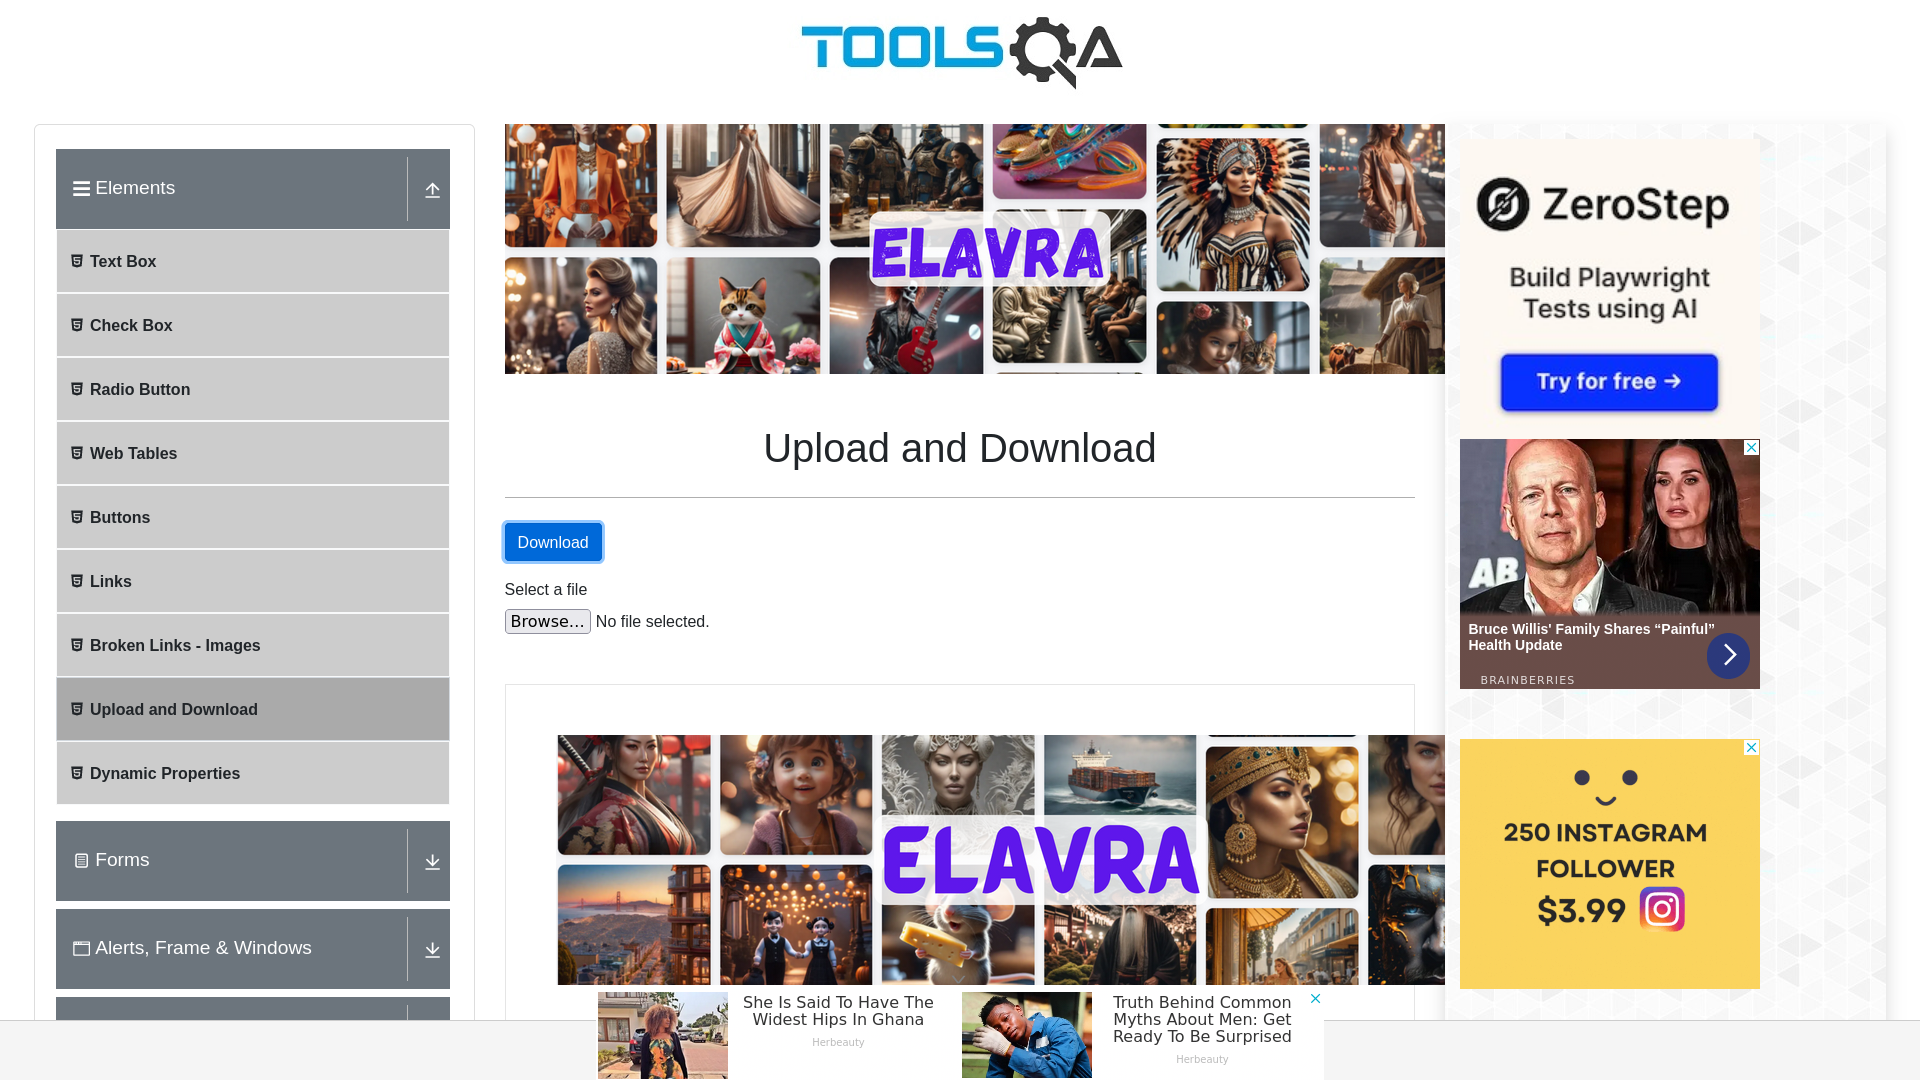 TOOLSQA
Elements
Text Box
Check Box
Radio Button
Web Tables
Buttons
Links
Broken Links - Images
Upload and Download
Dynamic Properties
Forms
Alerts, Frame & Windows
ELAVRA
Upload and Download
Download
Select a file
Browse... No file selected.
ELAVRA
ZeroStep
Build Playwright
Tests using AI
Try for free →
AB
Bruce Willis' Family Shares “Painful”
Health Update
BRAINBERRIES
250 INSTAGRAM
FOLLOWER
$3.99
She Is Said To Have The
Widest Hips In Ghana
Herbeauty
Truth Behind Common
Myths About Men: Get
Ready To Be Surprised
Herbeauty